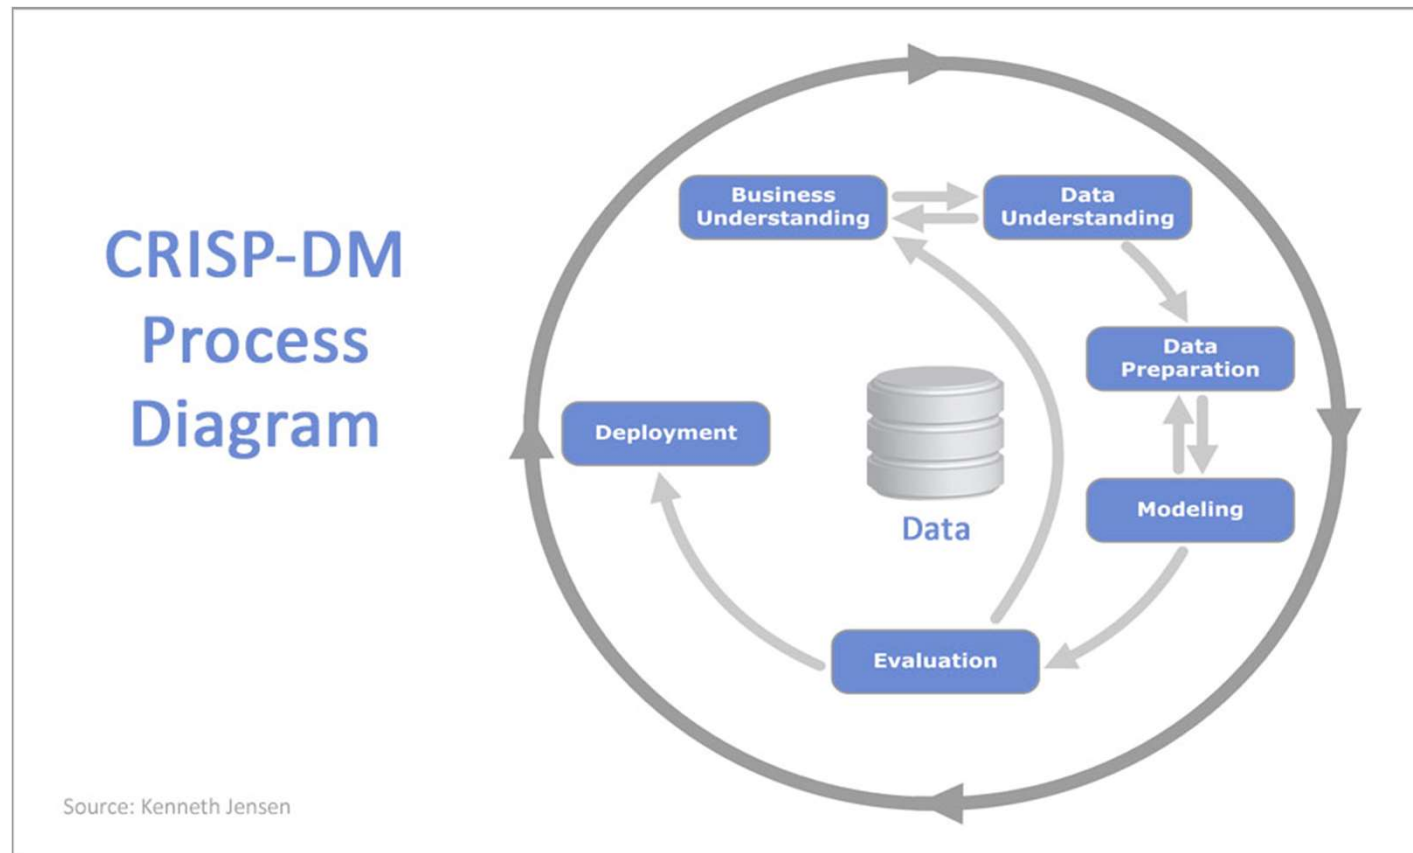 CRISP-DM
Process
Diagram
Business
Understanding
Data
Understanding
Data
Preparation
Modeling
Evaluation
Deployment
Data
Source: Kenneth Jensen